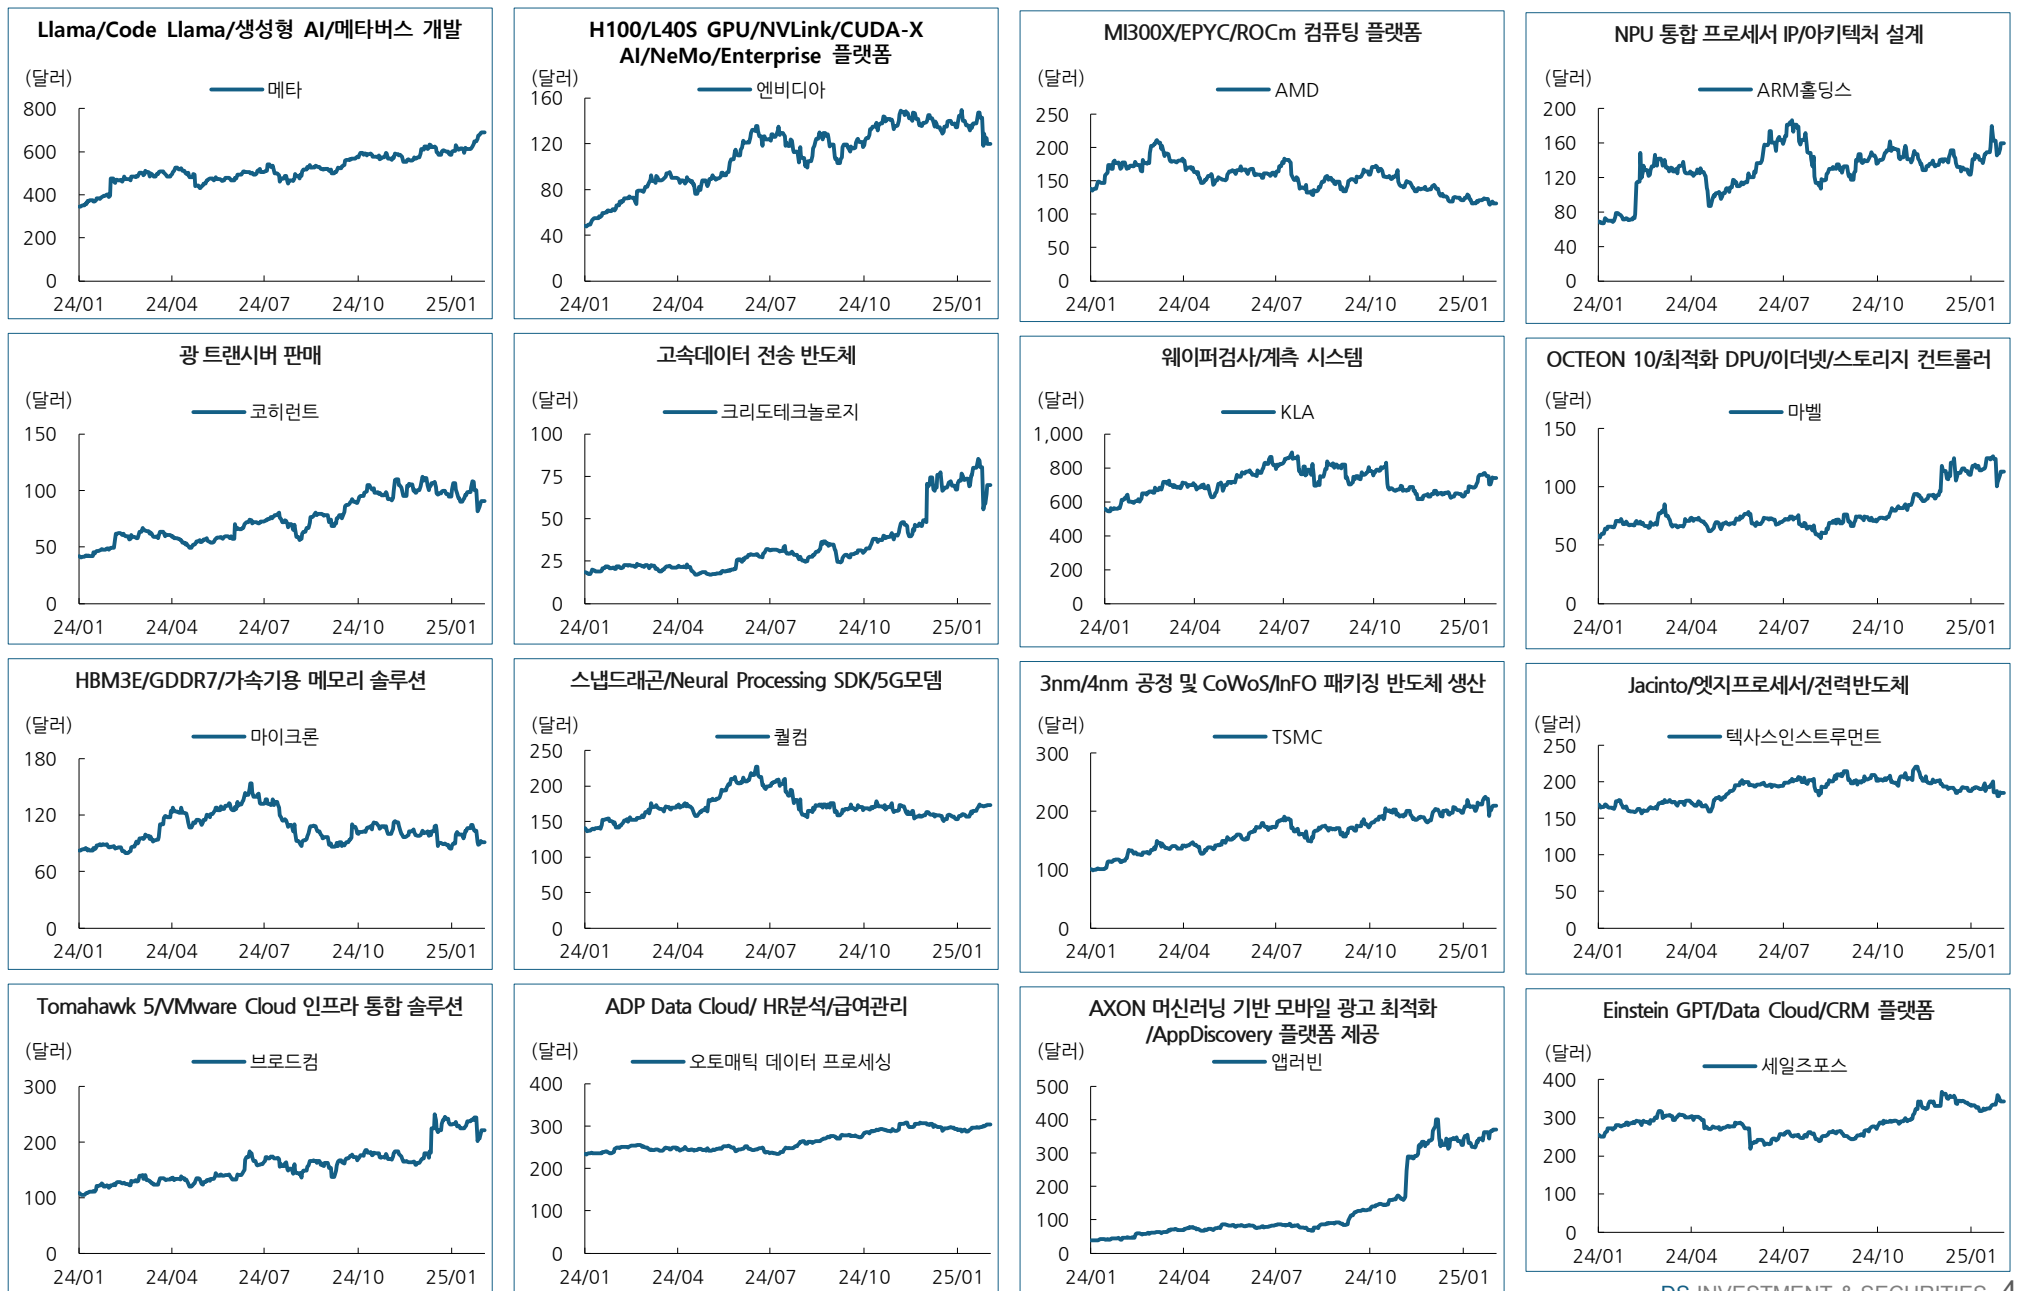 Llama/Code Llama/생성형 AI/메타버스 개발
(달러)
메타
800
600
400
200
0
24/01 24/04 24/07 24/10 25/01
H100/L40S GPU/NVLink/CUDA-X
AI/NeMo/Enterprise 플랫폼
(달러)
엔비디아
160
120
80
40
0
24/01 24/04 24/07 24/10 25/01
MI300X/EPYC/ROCm 컴퓨팅 플랫폼
(달러)
AMD
250
200
150
100
50
0
24/01 24/04 24/07 24/10 25/01
NPU 통합 프로세서 IP/아키텍처 설계
(달러)
ARM홀딩스
200
160
120
80
40
0
24/01 24/04 24/07 24/10 25/01
광 트랜시버 판매
(달러)
코히런트
150
100
50
0
24/01 24/04 24/07 24/10 25/01
고속데이터 전송 반도체
(달러)
크리도테크놀로지
100
75
50
25
0
24/01 24/04 24/07 24/10 25/01
웨이퍼검사/계측 시스템
(달러)
KLA
1,000
800
600
400
200
0
24/01 24/04 24/07 24/10 25/01
OCTEON 10/최적화 DPU/이더넷/스토리지 컨트롤러
(달러)
마벨
150
100
50
0
24/01 24/04 24/07 24/10 25/01
HBM3E/GDDR7/가속기용 메모리 솔루션
(달러)
마이크론
180
120
60
0
24/01 24/04 24/07 24/10 25/01
스냅드래곤/Neural Processing SDK/5G모뎀
(달러)
퀄컴
250
200
150
100
50
0
24/01 24/04 24/07 24/10 25/01
3nm/4nm 공정 및 CoWoS/InFO 패키징 반도체 생산
(달러)
TSMC
300
200
100
0
24/01 24/04 24/07 24/10 25/01
Jacinto/엣지프로세서/전력반도체
(달러)
텍사스인스트루먼트
250
200
150
100
50
0
24/01 24/04 24/07 24/10 25/01
Tomahawk 5/VMware Cloud 인프라 통합 솔루션
(달러)
브로드컴
300
200
100
0
24/01 24/04 24/07 24/10 25/01
ADP Data Cloud/ HR분석/급여관리
(달러)
오토매틱 데이터 프로세싱
400
300
200
100
0
24/01 24/04 24/07 24/10 25/01
AXON 머신러닝 기반 모바일 광고 최적화
/AppDiscovery 플랫폼 제공
(달러)
앱러빈
500
400
300
200
100
0
24/01 24/04 24/07 24/10 25/01
Einstein GPT/Data Cloud/CRM 플랫폼
(달러)
세일즈포스
400
300
200
100
0
24/01 24/04 24/07 24/10 25/01
DS INVESTMENT & SECURITIES 4